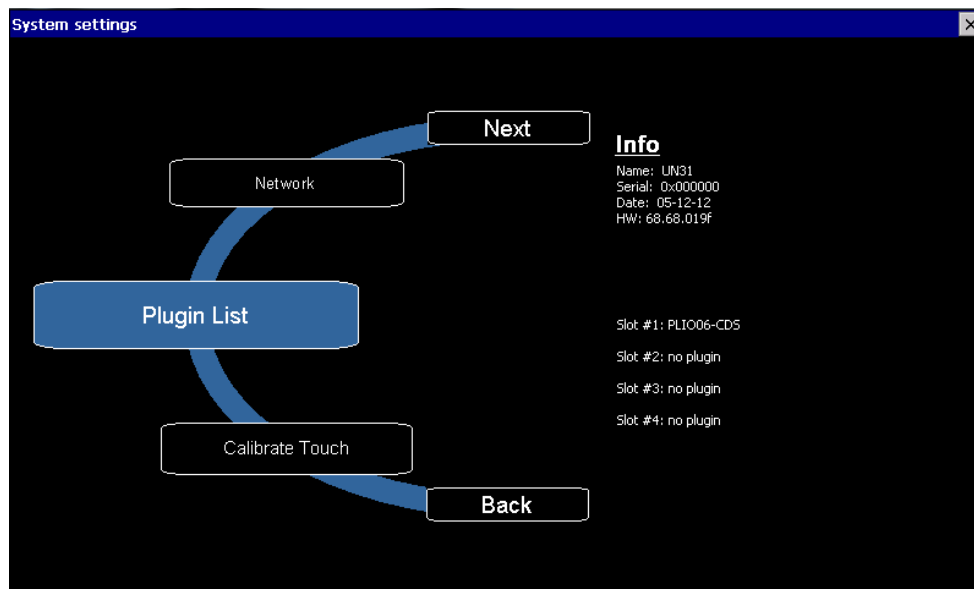 System settings
Next
Network
Plugin List
Calibrate Touch
Back
Info
Name: UN31
Serial: 0x000000
Date: 05-12-12
HW: 68.68.019f
Slot #1: PLIO06-CDS
Slot #2: no plugin
Slot #3: no plugin
Slot #4: no plugin